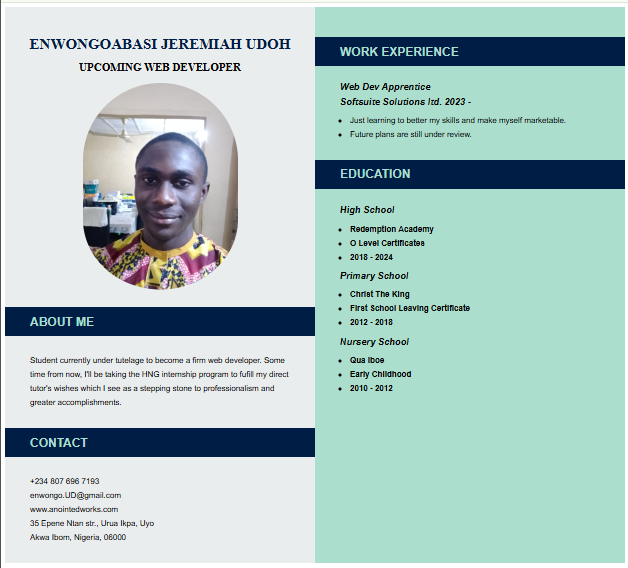 ENWONGOABASI JEREMIAH UDOH
UPCOMING WEB DEVELOPER
ABOUT ME
Student currently under tutelage to become a firm web developer. Some
time from now, I'll be taking the HNG internship program to fufill my direct
tutor's wishes which I see as a stepping stone to professionalism and
greater accomplishments.
CONTACT
+234 807 696 7193
enwongo.UD@gmail.com
www.anointedworks.com
35 Epene Ntan str., Urua Ikpa, Uyo
Akwa Ibom, Nigeria, 06000
WORK EXPERIENCE
Web Dev Apprentice
Softsuite Solutions ltd. 2023 -
• Just learning to better my skills and make myself marketable.
• Future plans are still under review.
EDUCATION
High School
• Redemption Academy
• O Level Certificates
• 2018 - 2024
Primary School
• Christ The King
• First School Leaving Certificate
• 2012 - 2018
Nursery School
• Qua Iboe
• Early Childhood
• 2010 - 2012